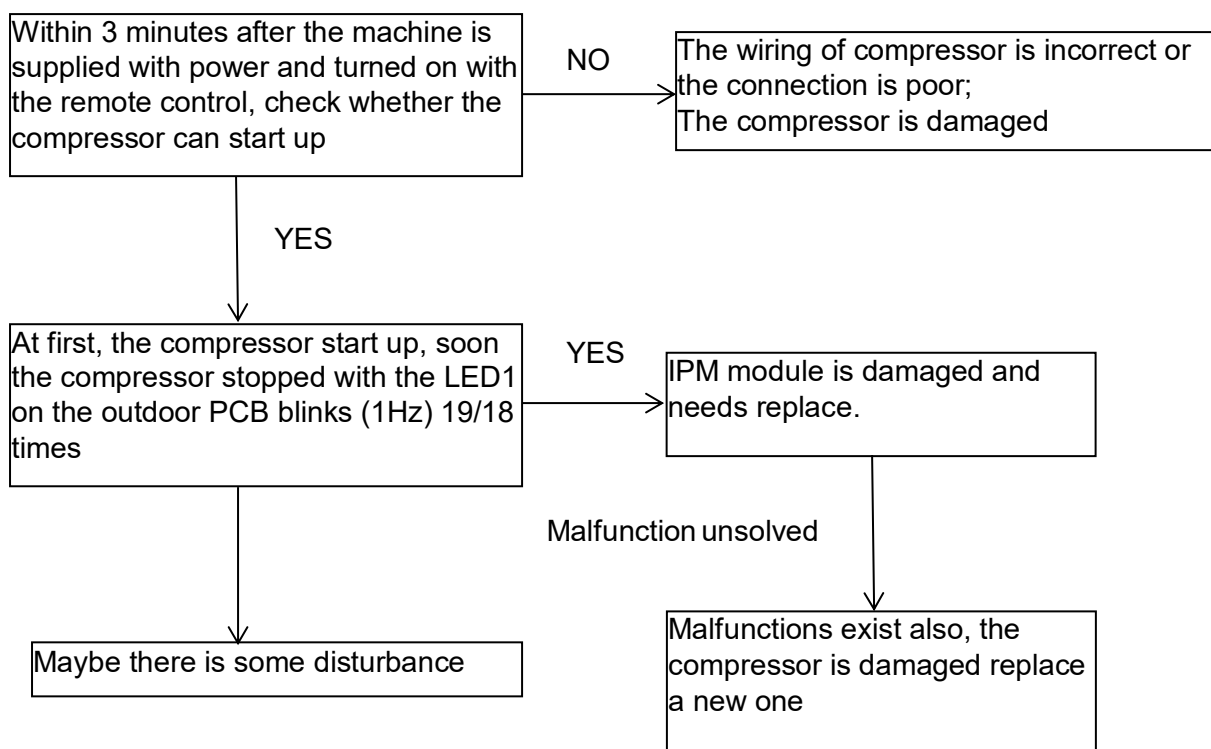 Within 3 minutes after the machine is
supplied with power and turned on with
the remote control, check whether the
compressor can start up
NO
The wiring of compressor is incorrect or
the connection is poor;
The compressor is damaged
YES
At first, the compressor start up, soon
the compressor stopped with the LED1
on the outdoor PCB blinks (1Hz) 19/18
times
YES
IPM module is damaged and
needs replace.
Malfunction unsolved
Maybe there is some disturbance
Malfunctions exist also, the
compressor is damaged replace
a new one